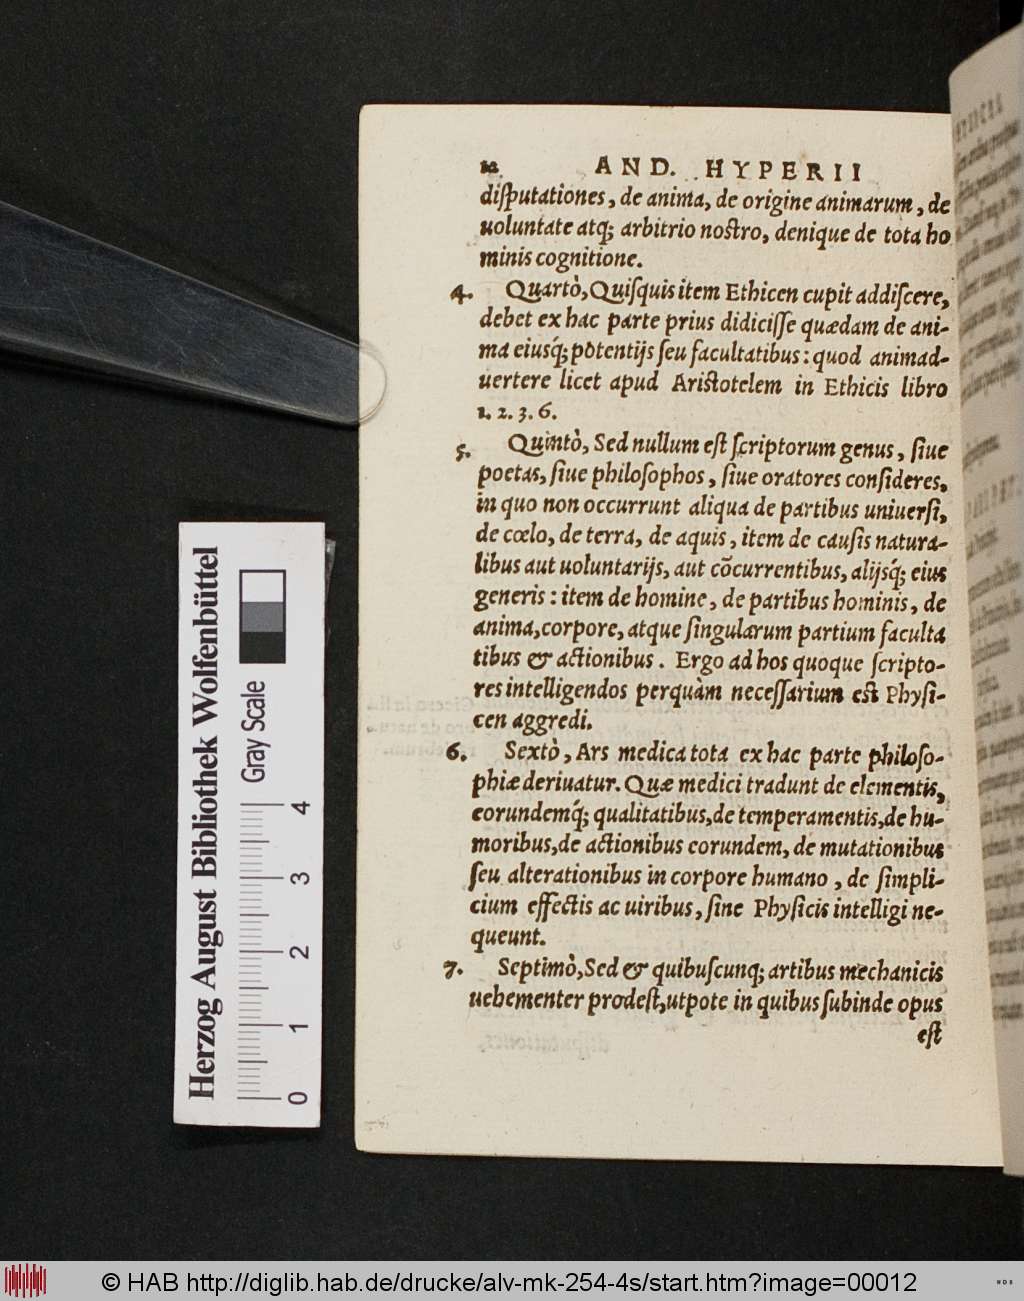 12 AND. HYPERII
diſputationes, de anima, de origine animarum, de
uoluntate atq; arbitrio noſtro, denique de tota ho
minis cognitione.
4. Quartò, Quiſquis item Ethicen cupit addiſcere,
debet ex hac parte prius didiciſſe quædam de ani-
ma eiusq́; potentijs ſeu facultatibus: quod animad-
uertere licet apud Ariſtotelem in Ethicis libro
1. 2. 3. 6.
5. Quintò, Sed nullum eſt ſcriptorum genus, ſiue
poetas, ſiue philoſophos, ſiue oratores conſideres,
in quo non occurrunt aliqua de partibus uniuerſi,
de cœlo, de terra, de aquis, item de cauſis natura-
libus aut uoluntarijs, aut cõcurrentibus, alijsq́; eius
generis: item de homine, de partibus hominis, de
anima, corpore, atque ſingularum partium faculta
tibus & actionibus. Ergo ad hos quoque ſcripto-
res intelligendos perquàm neceſſarium eſt Phyſi-
cen aggredi.
6. Sextò, Ars medica tota ex hac parte philoſo-
phiæ deriuatur. Quæ medici tradunt de elementis,
eorundemq́; qualitatibus, de temperamentis, de hu-
moribus, de actionibus eorundem, de mutationibus
ſeu alterationibus in corpore humano, de ſimpli-
cium effectis ac uiribus, ſine Phyſicis intelligi ne-
queunt.
7. Septimò, Sed & quibuſcunq; artibus mechanicis
uehementer prodeſt, utpote in quibus ſubinde opus
eſt
Herzog August Bibliothek Wolfenbüttel
Gray Scale
0 1 2 3 4
© HAB http://diglib.hab.de/drucke/alv-mk-254-4s/start.htm?image=00012